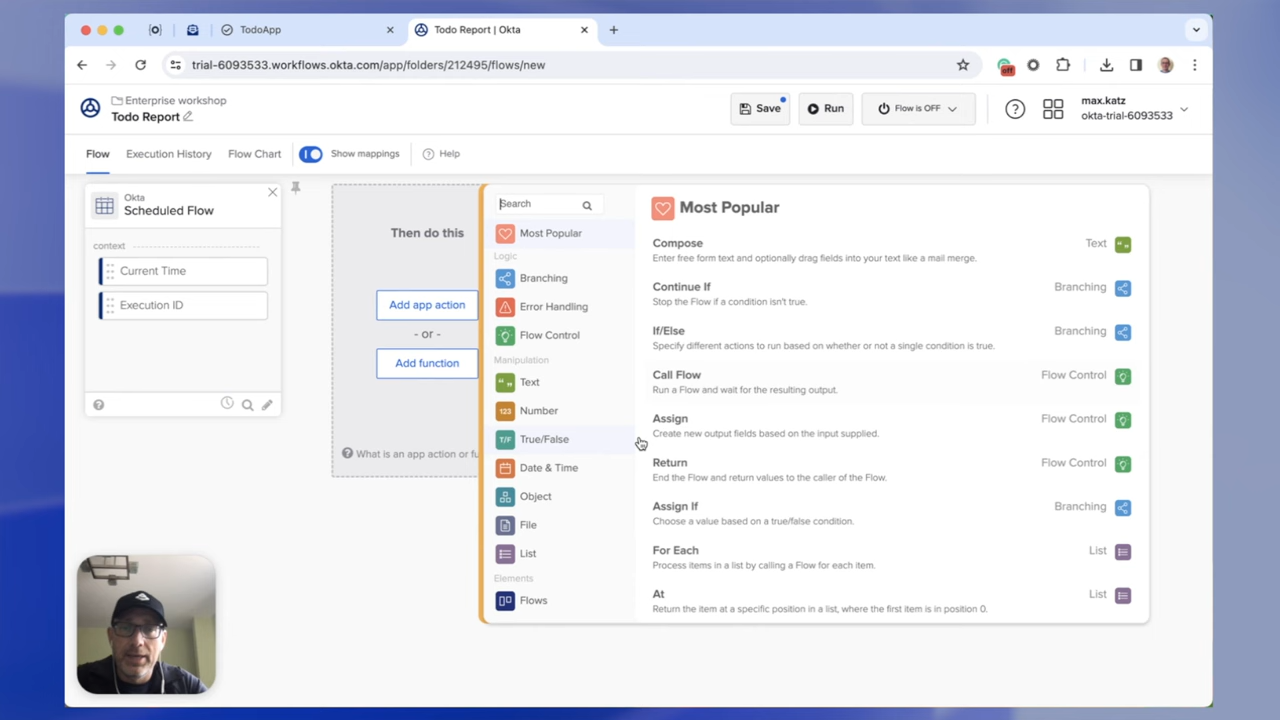 TodoApp
Todo Report | Okta
trial-6093533.workflows.okta.com/app/folders/212495/flows/new
off
Enterprise workshop
Todo Report
Save
Run
Flow is OFF
max.katz
okta-trial-6093533
Flow
Execution History
Flow Chart
Show mappings
Help
Okta
Scheduled Flow
context
Current Time
Execution ID
Then do this
Add app action
- or -
Add function
What is an app action or fu
Search
Most Popular
Logic
Branching
Error Handling
Flow Control
Manipulation
Text
123 Number
T/F True/False
Date & Time
Object
File
List
Elements
Flows
Most Popular
Compose Text
Enter free form text and optionally drag fields into your text like a mail merge.
Continue If Branching
Stop the Flow if a condition isn't true.
If/Else Branching
Specify different actions to run based on whether or not a single condition is true.
Call Flow Flow Control
Run a Flow and wait for the resulting output.
Assign Flow Control
Create new output fields based on the input supplied.
Return Flow Control
End the Flow and return values to the caller of the Flow.
Assign If Branching
Choose a value based on a true/false condition.
For Each List
Process items in a list by calling a Flow for each item.
At List
Return the item at a specific position in a list, where the first item is in position 0.